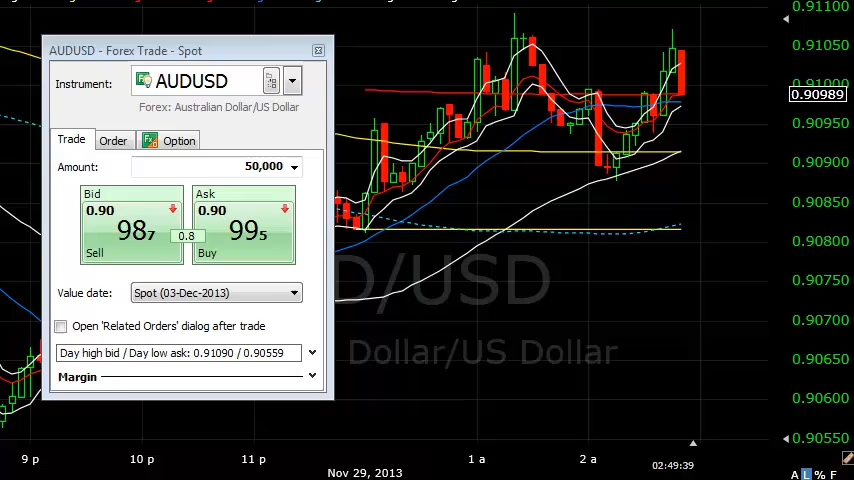 AUDUSD - Forex Trade - Spot
Instrument: AUDUSD
Forex: Australian Dollar/US Dollar
Trade Order Option
Amount: 50,000
Bid Ask
0.90 0.90
987 0.8 995
Sell Buy
Value date: Spot (03-Dec-2013)
Open 'Related Orders' dialog after trade
Day high bid / Day low ask: 0.91090 / 0.90559
Margin
D/USD
Dollar/US Dollar
0.91100
0.91050
0.91000
0.90989
0.90950
0.90900
0.90850
0.90800
0.90750
0.90700
0.90650
0.90600
0.90550
9 p 10 p 11 p 1 a 2 a
Nov 29, 2013
02:49:39
A L % F